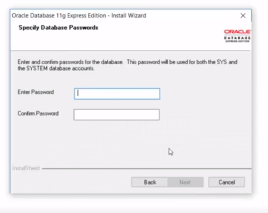 Oracle Database 11g Express Edition - Install Wizard
Specify Database Passwords
ORACLE
DATABASE
EXPRESS EDITION
Enter and confirm passwords for the database. This password will be used for both the SYS and
the SYSTEM database accounts.
Enter Password
Confirm Password
InstallShield
Back
Next
Cancel